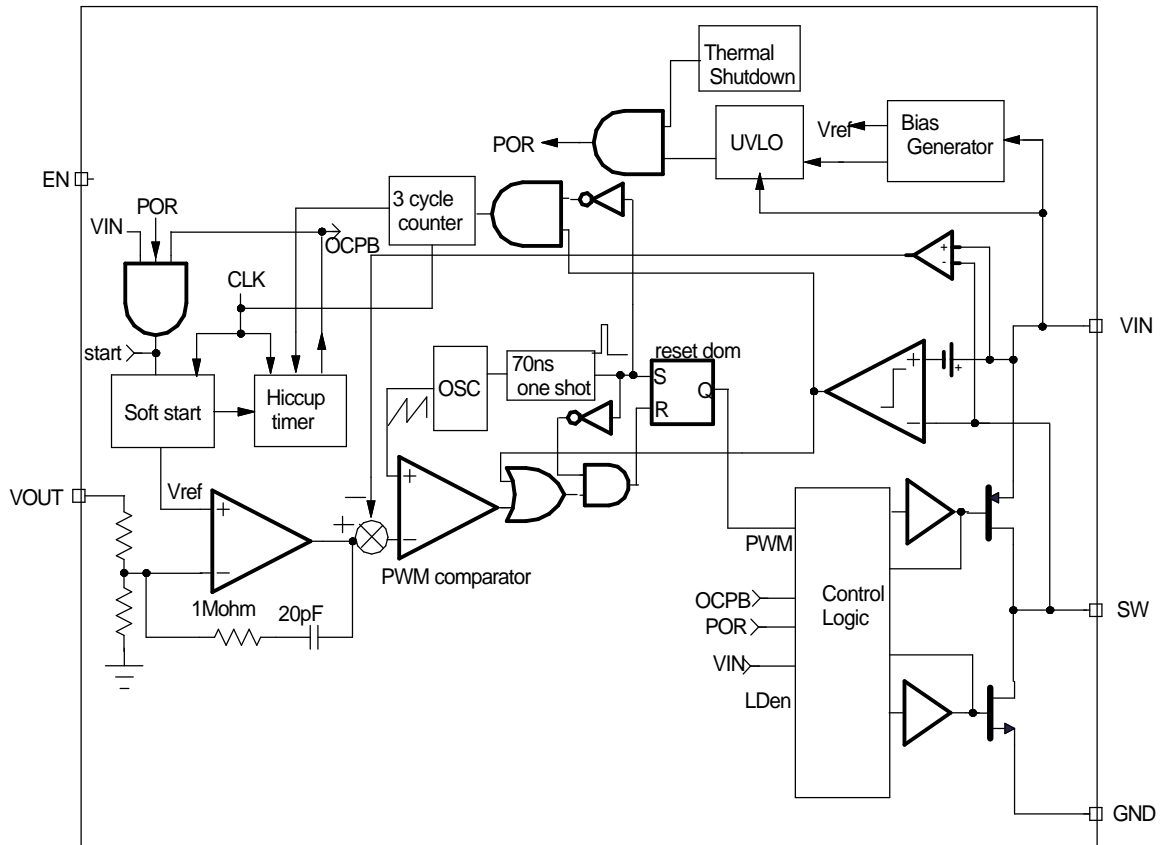 Thermal
Shutdown
POR
UVLO
Vref
Bias
Generator
EN
3 cycle
counter
POR
VIN
OCPB
+
-
CLK
VIN
start
reset dom
70ns
one shot
S
Q
R
OSC
+
+
−
Soft start
Hiccup
timer
VOUT
Vref
+
−
+
−
+
−
PWM comparator
PWM
1Mohm
20pF
OCPB
POR
VIN
LDen
Control
Logic
SW
GND